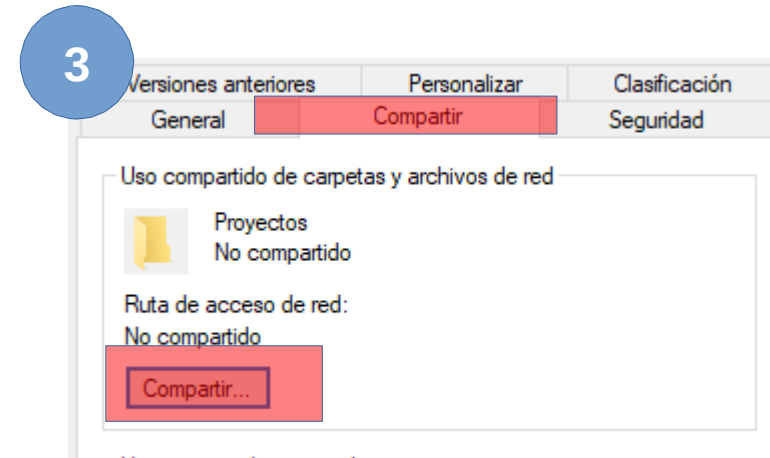 3
Versiones anteriores Personalizar Clasificación
General Compartir Seguridad
Uso compartido de carpetas y archivos de red
Proyectos
No compartido
Ruta de acceso de red:
No compartido
Compartir...